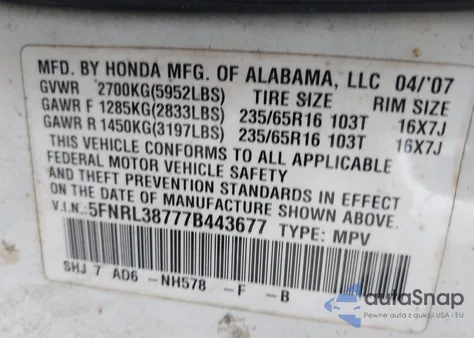 MFD. BY HONDA MFG. OF ALABAMA, LLC 04/'07
GVWR 2700KG(5952LBS) TIRE SIZE RIM SIZE
GAWR F 1285KG(2833LBS) 235/65R16 103T 16X7J
GAWR R 1450KG(3197LBS) 235/65R16 103T 16X7J
THIS VEHICLE CONFORMS TO ALL APPLICABLE
FEDERAL MOTOR VEHICLE SAFETY
AND THEFT PREVENTION STANDARDS IN EFFECT
ON THE DATE OF MANUFACTURE SHOWN ABOVE.
V.I.N.:5FNRL38777B443677 TYPE: MPV
SHJ 7 AD6 -NH578 -F -B
autoSnap
Pewne auta z aukcji USA i EU